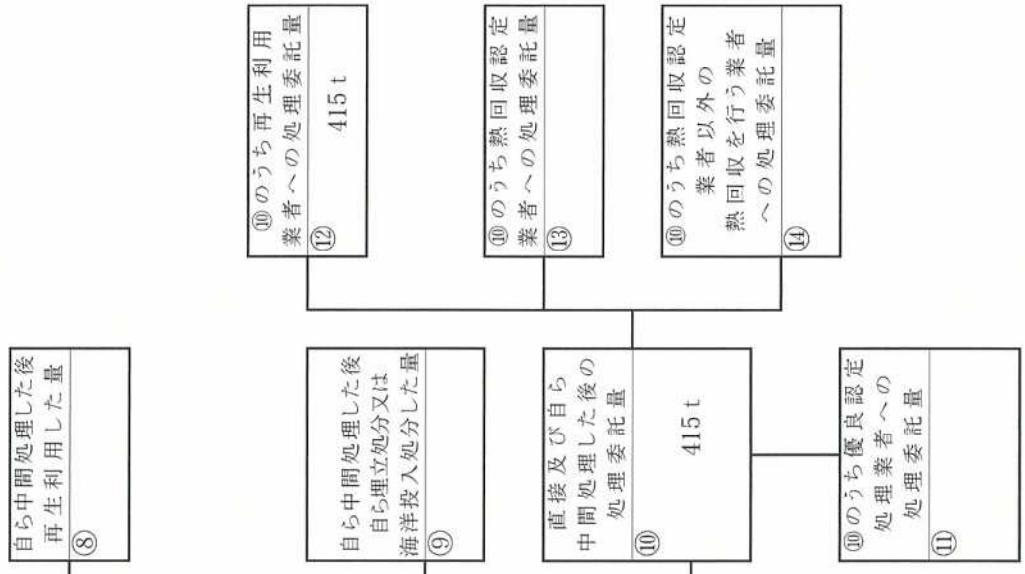 自ら中間処理した後
再生利用した量
⑧
自ら中間処理した後
自ら埋立処分又は
海洋投入処分した量
⑨
直接及び自ら
中間処理した後の
処理委託量
⑩
415t
⑩のうち優良認定
処理業者への
処理委託量
⑪
⑩のうち再生利用
業者への処理委託量
⑫
415t
⑩のうち熱回収認定
業者への処理委託量
⑬
⑩のうち熱回収認定
業者以外の
熱回収を行う業者
への処理委託量
⑭